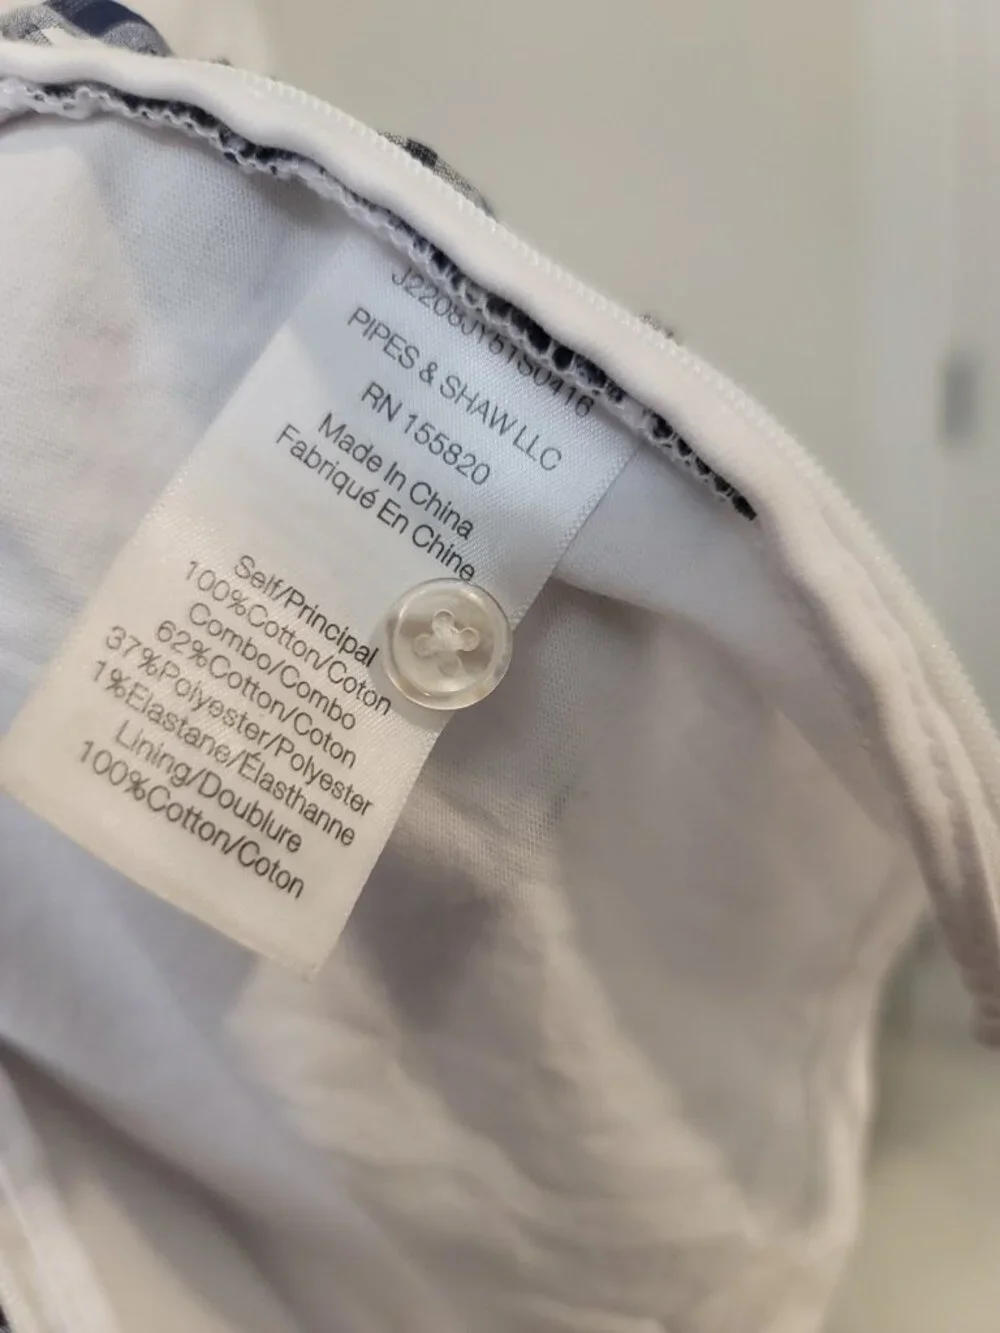 J2208JY51S0416
PIPES & SHAW LLC
RN 155820
Made In China
Fabriqué En Chine
Self/Principal
100%Cotton/Coton
Combo/Combo
62%Cotton/Coton
37%Polyester/Polyester
1%Elastane/Élasthanne
Lining/Doublure
100%Cotton/Coton